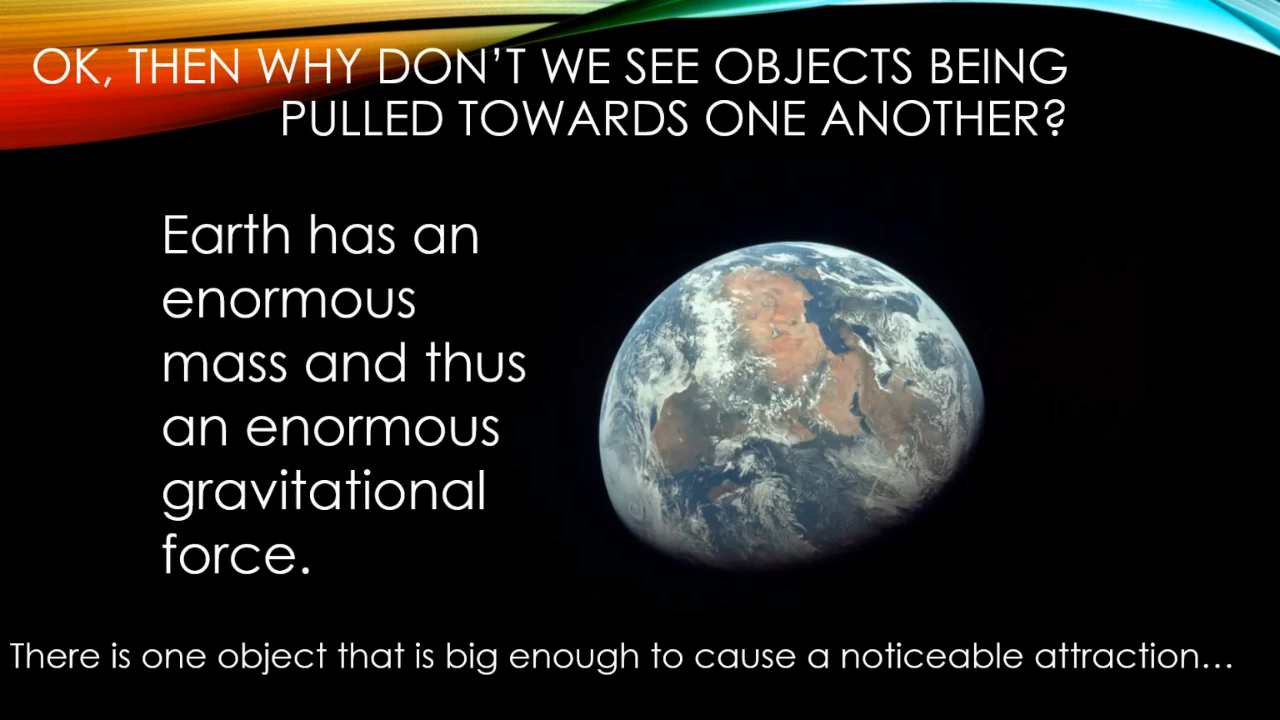 OK, THEN WHY DON’T WE SEE OBJECTS BEING
PULLED TOWARDS ONE ANOTHER?
Earth has an
enormous
mass and thus
an enormous
gravitational
force.
There is one object that is big enough to cause a noticeable attraction…